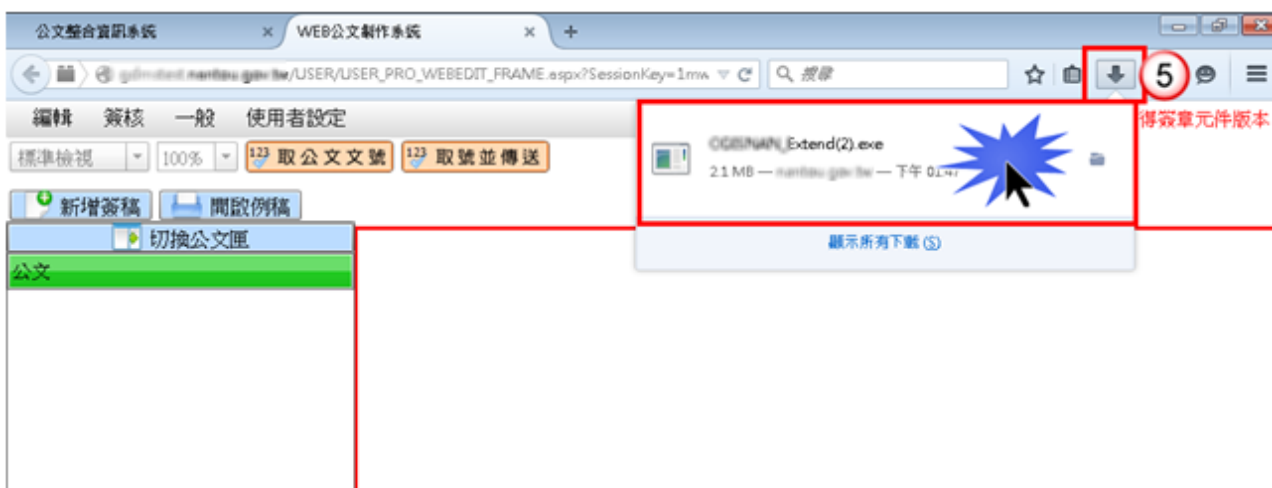 公文整合資訊系統 × WEB公文製作系統 × +
/USER/USER_PRO_WEBEDIT_FRAME.aspx?SessionKey=1mw 搜尋 5
編輯 簽核 一般 使用者設定 得簽章元件版本
標準檢視 100% 123 取公文文號 123 取號並傳送
_Extend(2).exe
2.1 MB — — 下午
新增簽稿 開啟例稿
切換公文匣 顯示所有下載(S)
公文